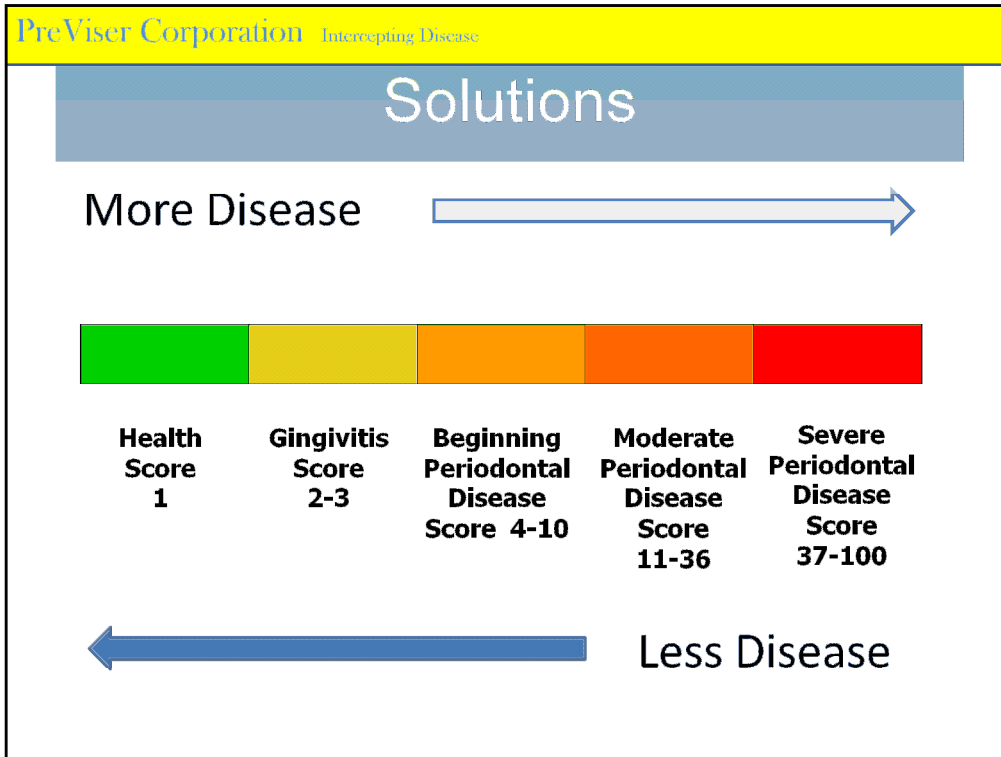 PreViser Corporation Intercepting Disease
Solutions
More Disease
Health
Score
1
Gingivitis
Score
2-3
Beginning
Periodontal
Disease
Score 4-10
Moderate
Periodontal
Disease
Score
11-36
Severe
Periodontal
Disease
Score
37-100
Less Disease